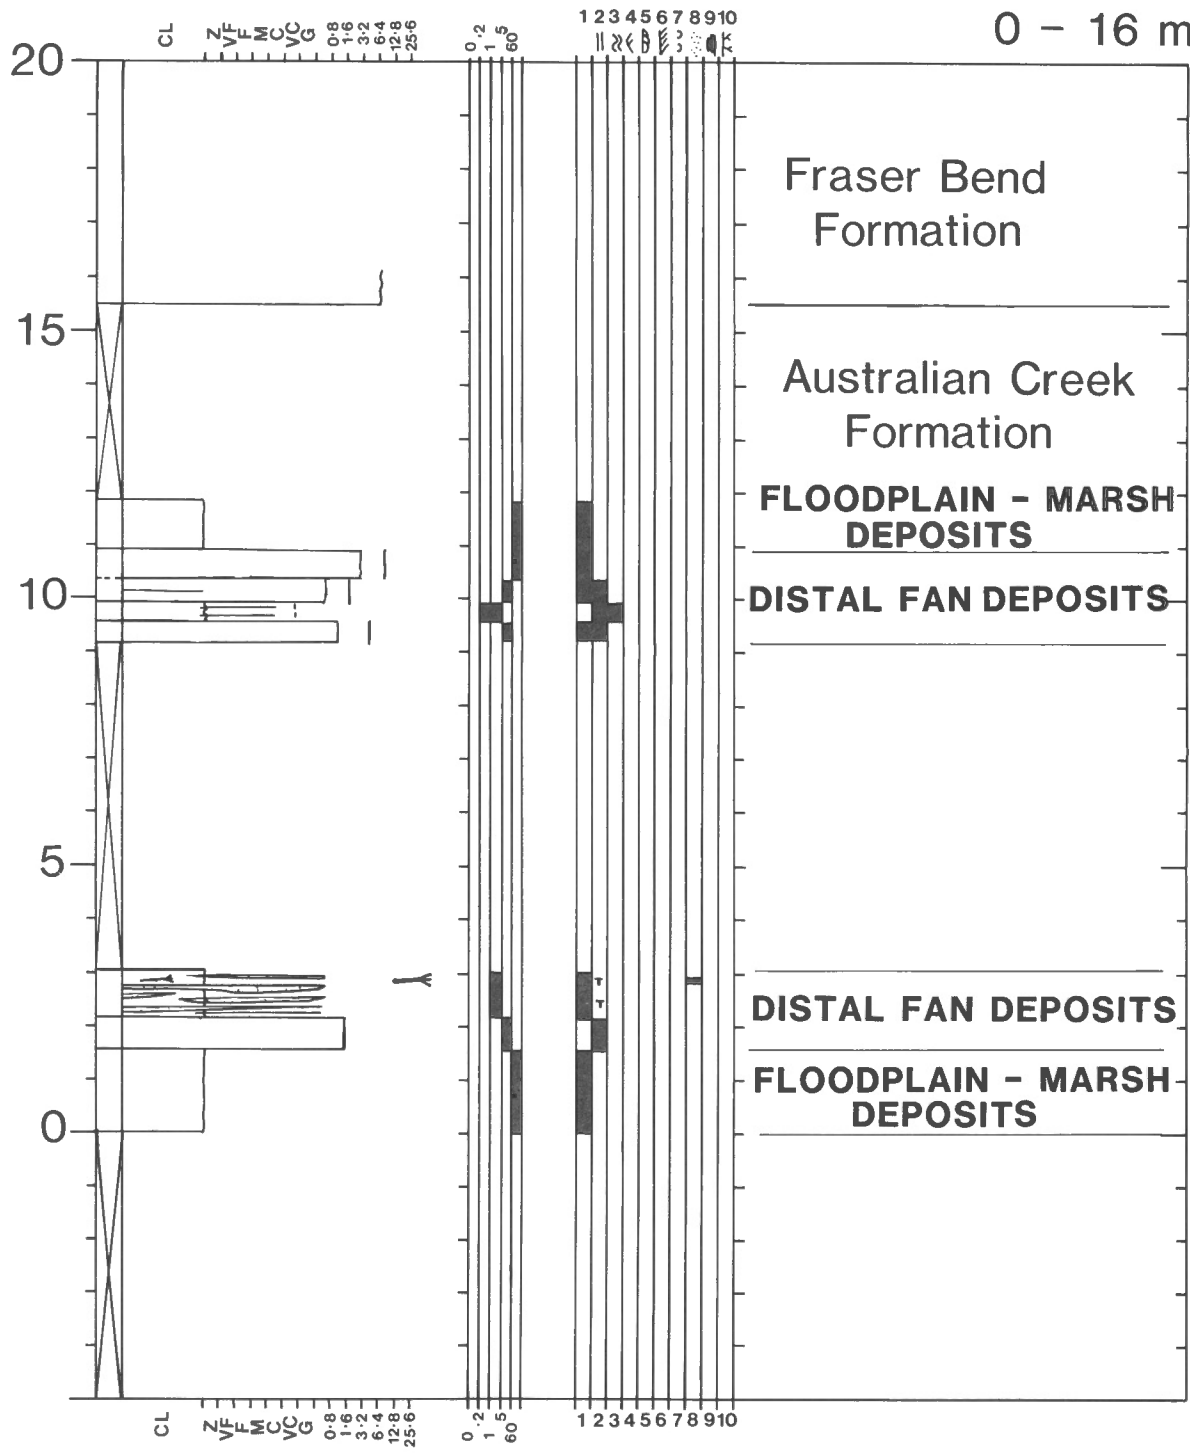 0 – 16 m
CL Z VF F M C VC G 0·8 1·6 3·2 6·4 12·8 25·6
0 ·2 1 5 60
1 2 3 4 5 6 7 8 9 10
20
Fraser Bend
Formation
15
Australian Creek
Formation
FLOODPLAIN – MARSH
DEPOSITS
10
DISTAL FAN DEPOSITS
5
T
T
DISTAL FAN DEPOSITS
FLOODPLAIN – MARSH
DEPOSITS
0
CL Z VF F M C VC G 0·8 1·6 3·2 6·4 12·8 25·6
0 ·2 1 5 60
1 2 3 4 5 6 7 8 9 10